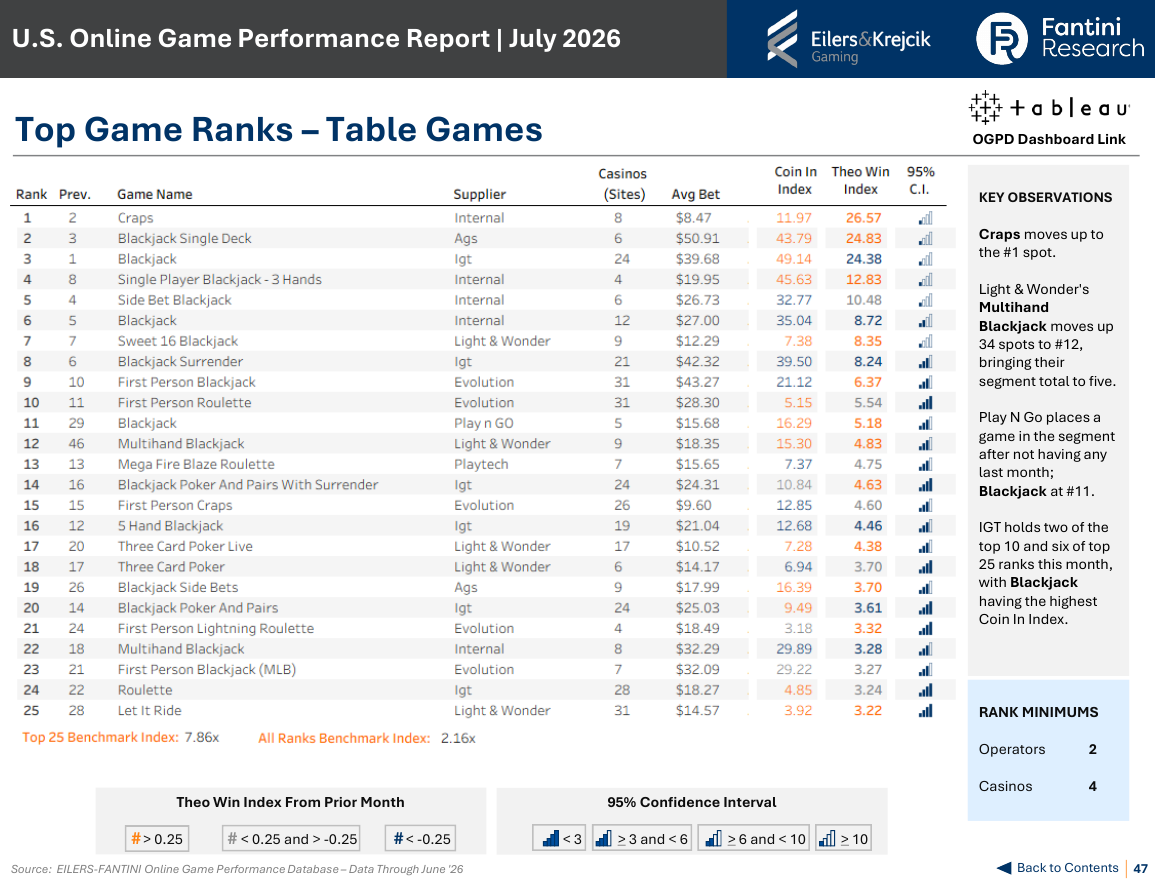 U.S. Online Game Performance Report | July 2026
Eilers&Krejcik
Gaming
Fantini
Research
+ a b | e a u
OGPD Dashboard Link
Top Game Ranks – Table Games
Rank Prev. Game Name Supplier Casinos (Sites) Avg Bet Coin In Index Theo Win Index 95% C.I.
1 2 Craps Internal 8 $8.47 11.97 26.57
2 3 Blackjack Single Deck Ags 6 $50.91 43.79 24.83
3 1 Blackjack Igt 24 $39.68 49.14 24.38
4 8 Single Player Blackjack - 3 Hands Internal 4 $19.95 45.63 12.83
5 4 Side Bet Blackjack Internal 6 $26.73 32.77 10.48
6 5 Blackjack Internal 12 $27.00 35.04 8.72
7 7 Sweet 16 Blackjack Light & Wonder 9 $12.29 7.38 8.35
8 6 Blackjack Surrender Igt 21 $42.32 39.50 8.24
9 10 First Person Blackjack Evolution 31 $43.27 21.12 6.37
10 11 First Person Roulette Evolution 31 $28.30 5.15 5.54
11 29 Blackjack Play n GO 5 $15.68 16.29 5.18
12 46 Multihand Blackjack Light & Wonder 9 $18.35 15.30 4.83
13 13 Mega Fire Blaze Roulette Playtech 7 $15.65 7.37 4.75
14 16 Blackjack Poker And Pairs With Surrender Igt 24 $24.31 10.84 4.63
15 15 First Person Craps Evolution 26 $9.60 12.85 4.60
16 12 5 Hand Blackjack Igt 19 $21.04 12.68 4.46
17 20 Three Card Poker Live Light & Wonder 17 $10.52 7.28 4.38
18 17 Three Card Poker Light & Wonder 6 $14.17 6.94 3.70
19 26 Blackjack Side Bets Ags 9 $17.99 16.39 3.70
20 14 Blackjack Poker And Pairs Igt 24 $25.03 9.49 3.61
21 24 First Person Lightning Roulette Evolution 4 $18.49 3.18 3.32
22 18 Multihand Blackjack Internal 8 $32.29 29.89 3.28
23 21 First Person Blackjack (MLB) Evolution 7 $32.09 29.22 3.27
24 22 Roulette Igt 28 $18.27 4.85 3.24
25 28 Let It Ride Light & Wonder 31 $14.57 3.92 3.22
Top 25 Benchmark Index: 7.86x All Ranks Benchmark Index: 2.16x
KEY OBSERVATIONS
Craps moves up to
the #1 spot.
Light & Wonder's
Multihand
Blackjack moves up
34 spots to #12,
bringing their
segment total to five.
Play N Go places a
game in the segment
after not having any
last month;
Blackjack at #11.
IGT holds two of the
top 10 and six of top
25 ranks this month,
with Blackjack
having the highest
Coin In Index.
RANK MINIMUMS
Operators 2
Casinos 4
Theo Win Index From Prior Month
# > 0.25 # < 0.25 and > -0.25 # < -0.25
95% Confidence Interval
< 3 ≥ 3 and < 6 ≥ 6 and < 10 ≥ 10
Source: EILERS-FANTINI Online Game Performance Database – Data Through June '26
Back to Contents | 47